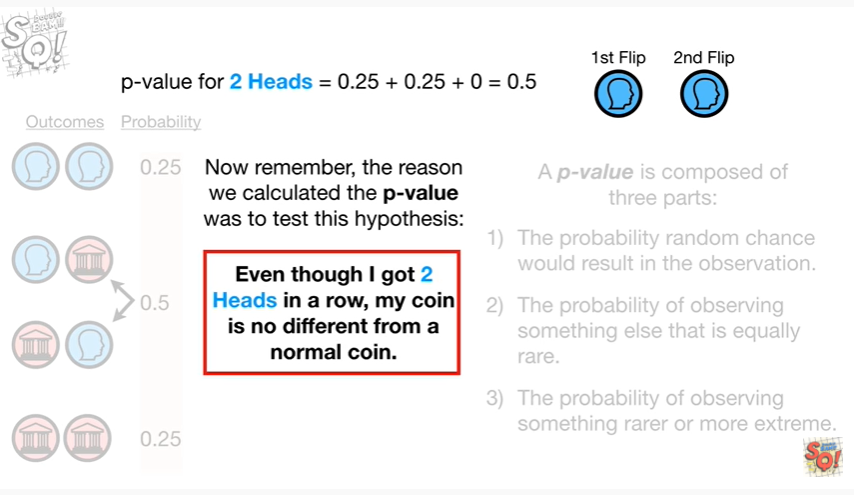 SQUEEE
BEAM!!
SQ!
1st Flip 2nd Flip
p-value for 2 Heads = 0.25 + 0.25 + 0 = 0.5
Outcomes Probability
0.25
0.5
0.25
Now remember, the reason
we calculated the p-value
was to test this hypothesis:
Even though I got 2
Heads in a row, my coin
is no different from a
normal coin.
A p-value is composed of
three parts:
1) The probability random chance
would result in the observation.
2) The probability of observing
something else that is equally
rare.
3) The probability of observing
something rarer or more extreme.
SQ!